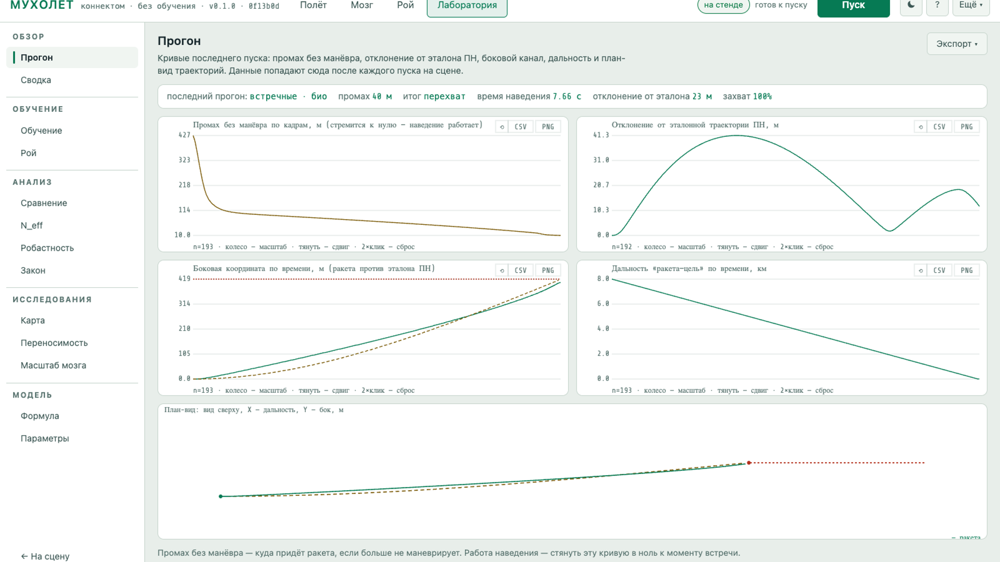 МУХОЛЕТ коннектом · без обучения · v0.1.0 · 0f13b0d Полёт Мозг Рой Лаборатория на стенде готов к пуску Пуск ? Ещё ▾
ОБЗОР
Прогон
Сводка
ОБУЧЕНИЕ
Обучение
Рой
АНАЛИЗ
Сравнение
N_eff
Робастность
Закон
ИССЛЕДОВАНИЯ
Карта
Переносимость
Масштаб мозга
МОДЕЛЬ
Формула
Параметры
← На сцену
Прогон
Экспорт ▾
Кривые последнего пуска: промах без манёвра, отклонение от эталона ПН, боковой канал, дальность и план-
вид траекторий. Данные попадают сюда после каждого пуска на сцене.
последний прогон: встречные · био промах 40 м итог перехват время наведения 7.66 с отклонение от эталона 23 м захват 100%
Промах без манёвра по кадрам, м (стремится к нулю — наведение работает)
⟲ CSV PNG
427
323
218
114
10.0
n=193 · колесо — масштаб · тянуть — сдвиг · 2×клик — сброс
Отклонение от эталонной траектории ПН, м
⟲ CSV PNG
41.3
31.0
20.7
10.3
0.0
n=192 · колесо — масштаб · тянуть — сдвиг · 2×клик — сброс
Боковая координата по времени, м (ракета против эталона ПН)
⟲ CSV PNG
419
314
210
105
0.0
n=193 · колесо — масштаб · тянуть — сдвиг · 2×клик — сброс
Дальность «ракета–цель» по времени, км
⟲ CSV PNG
8.0
6.0
4.0
2.0
0.0
n=193 · колесо — масштаб · тянуть — сдвиг · 2×клик — сброс
План-вид: вид сверху, X — дальность, Y — бок, м
— ракета
Промах без манёвра — куда придёт ракета, если больше не маневрирует. Работа наведения — стянуть эту кривую в ноль к моменту встречи.